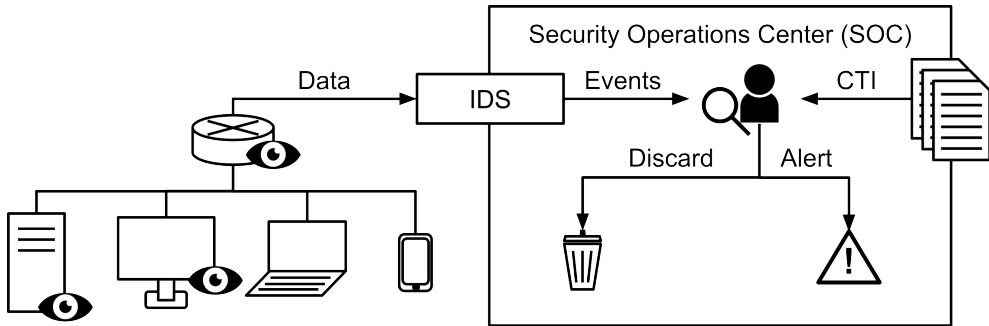 Security Operations Center (SOC)
Data
IDS
Events
CTI
Discard
Alert
!